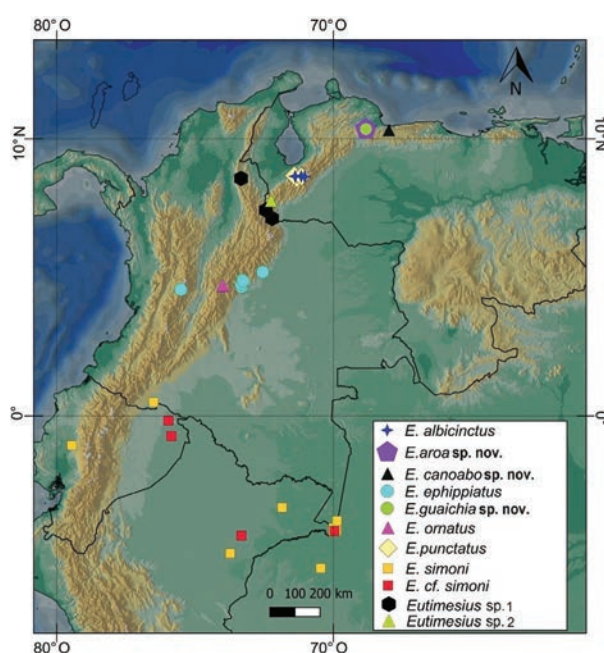 80°O
70°O
N
10°N
10°N
0°
0°
E. albicinctus
E.aroa sp. nov.
E. canoabo sp. nov.
E. ephippiatus
E.guaichia sp. nov.
E. ornatus
E.punctatus
E. simoni
E. cf. simoni
Eutimesius sp.1
Eutimesius sp. 2
0 100 200 km
80°O
70°O